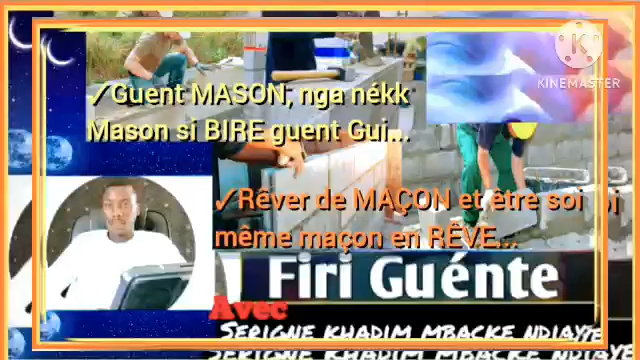 KINEMASTER
✓Guent MASON, nga nékk
Mason si BIRE guent Gui...
✓Rêver de MAÇON et être soi
même maçon en RÊVE...
Firi Guénte
Avec
SERIGNE KHADIM MBACKE NDIAYE
SERIGNE KHADIM MBACKE NDIAYE